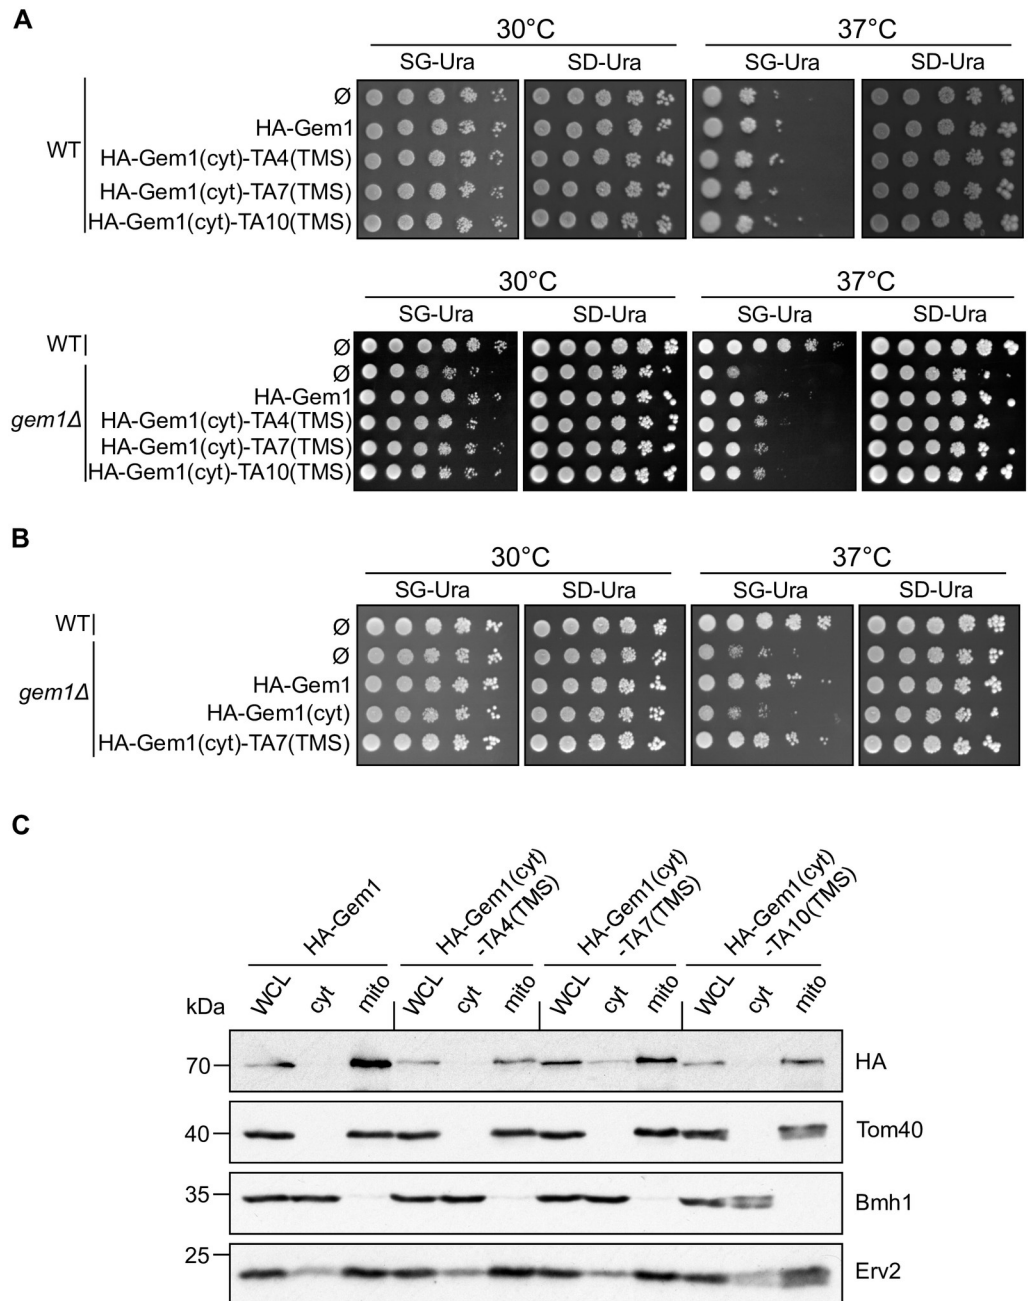 A
30°C 37°C
SG-Ura SD-Ura SG-Ura SD-Ura
WT
Ø
HA-Gem1
HA-Gem1(cyt)-TA4(TMS)
HA-Gem1(cyt)-TA7(TMS)
HA-Gem1(cyt)-TA10(TMS)
30°C 37°C
SG-Ura SD-Ura SG-Ura SD-Ura
WT Ø
gem1Δ
Ø
HA-Gem1
HA-Gem1(cyt)-TA4(TMS)
HA-Gem1(cyt)-TA7(TMS)
HA-Gem1(cyt)-TA10(TMS)
B
30°C 37°C
SG-Ura SD-Ura SG-Ura SD-Ura
WT Ø
gem1Δ
Ø
HA-Gem1
HA-Gem1(cyt)
HA-Gem1(cyt)-TA7(TMS)
C
HA-Gem1
HA-Gem1(cyt)
-TA4(TMS)
HA-Gem1(cyt)
-TA7(TMS)
HA-Gem1(cyt)
-TA10(TMS)
kDa WCL cyt mito WCL cyt mito WCL cyt mito WCL cyt mito
70 HA
40 Tom40
35 Bmh1
25 Erv2